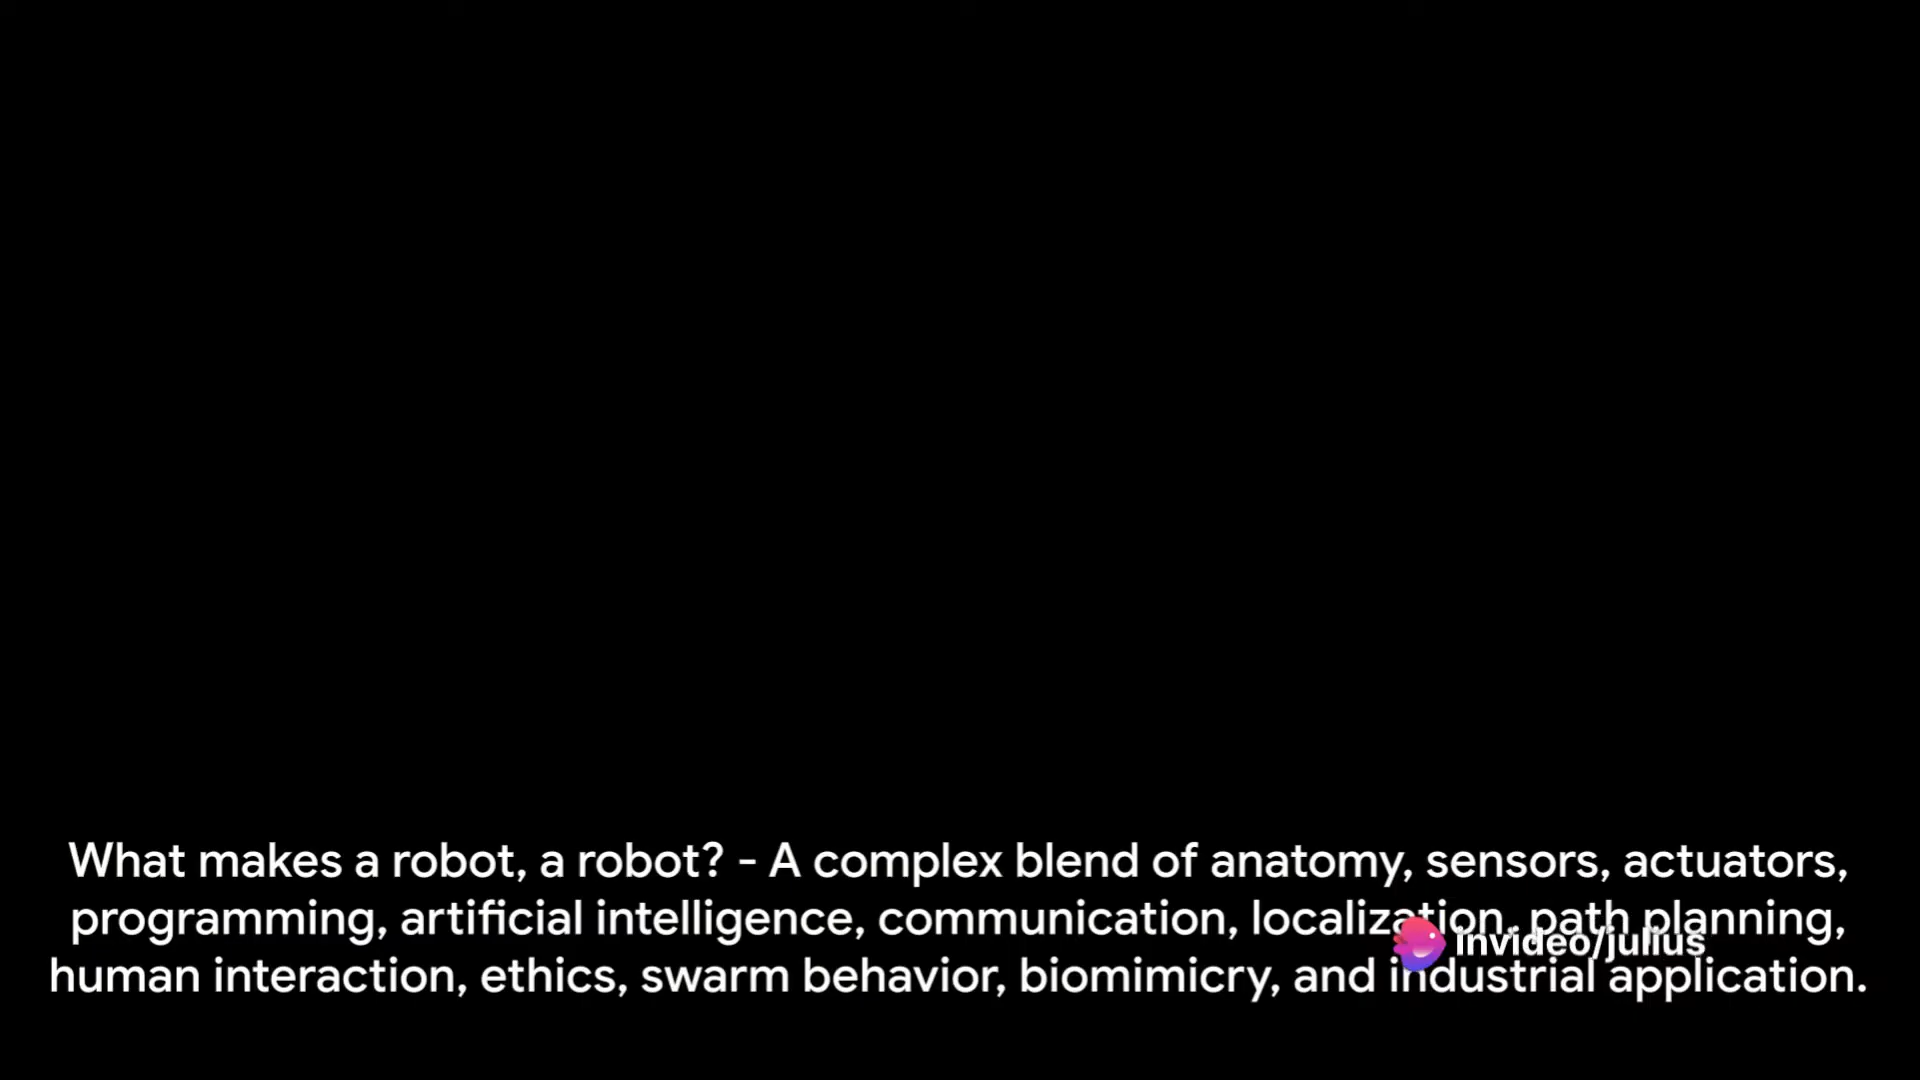 What makes a robot, a robot? - A complex blend of anatomy, sensors, actuators,
programming, artificial intelligence, communication, localization, path planning,
invideo/julius
human interaction, ethics, swarm behavior, biomimicry, and industrial application.